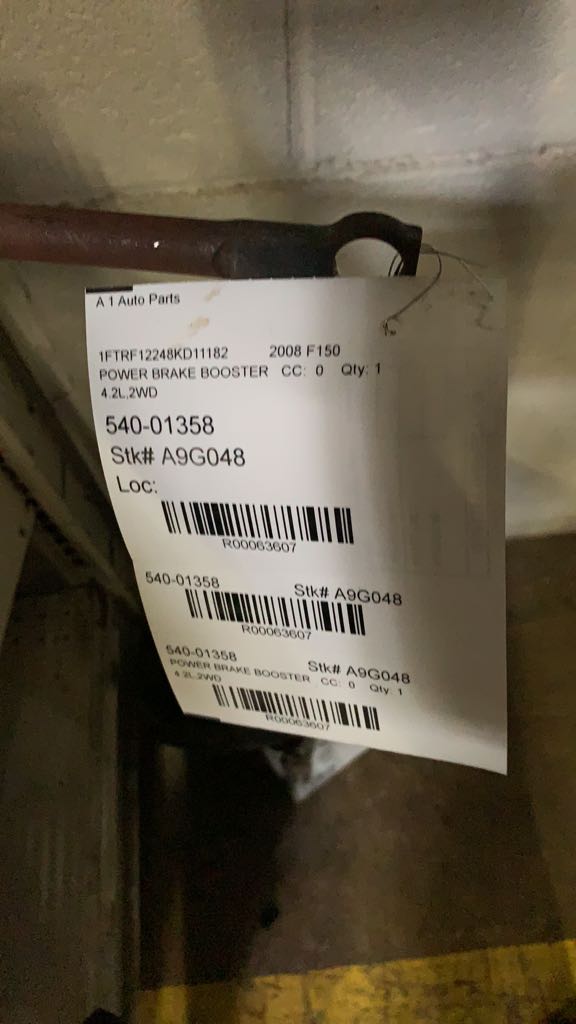 A 1 Auto Parts
1FTRF12248KD11182 2008 F150
POWER BRAKE BOOSTER CC: 0 Qty: 1
4.2L,2WD
540-01358
Stk# A9G048
Loc:
R00063607
540-01358 Stk# A9G048
R00063607
540-01358 Stk# A9G048
POWER BRAKE BOOSTER CC: 0 Qty: 1
4.2L,2WD
R00063607